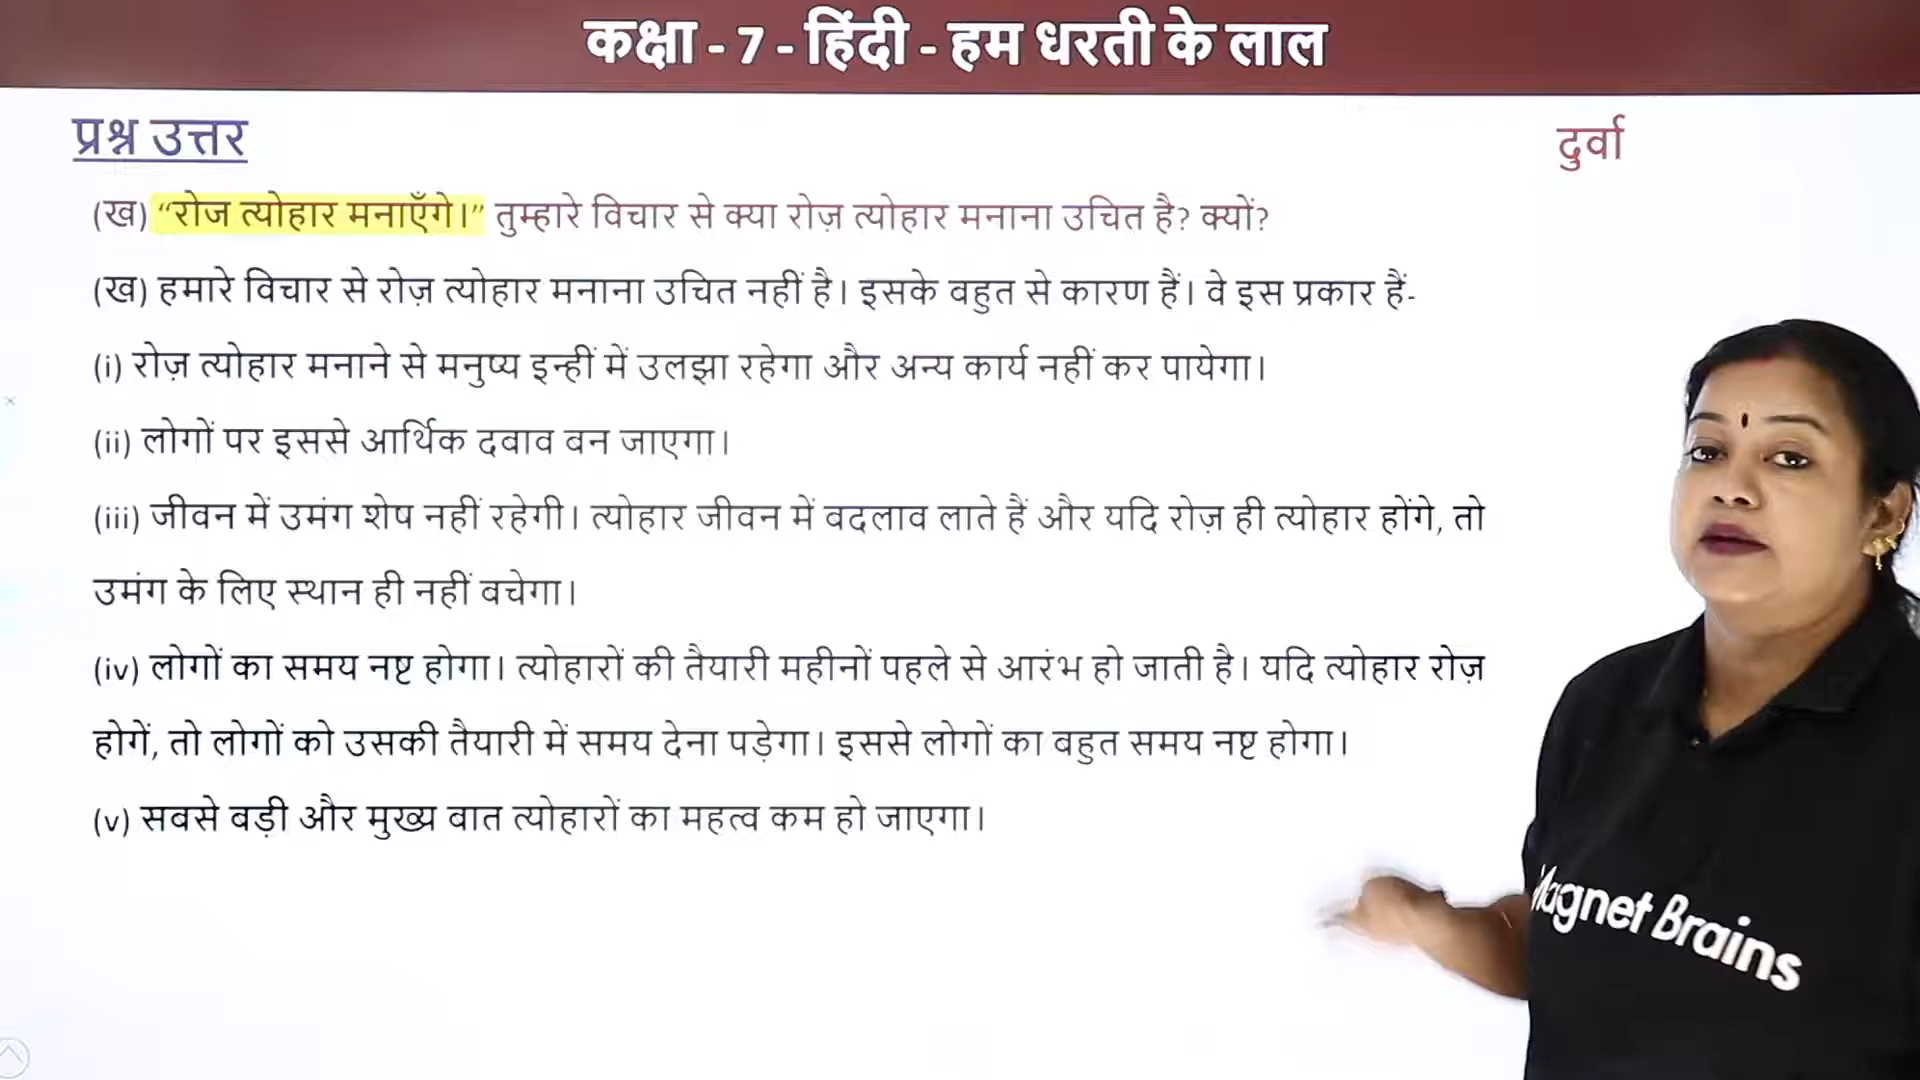 कक्षा - 7 - हिंदी - हम धरती के लाल
प्रश्न उत्तर
दुर्वा
(ख) “रोज त्योहार मनाएँगे।” तुम्हारे विचार से क्या रोज़ त्योहार मनाना उचित है? क्यों?
(ख) हमारे विचार से रोज़ त्योहार मनाना उचित नहीं है। इसके बहुत से कारण हैं। वे इस प्रकार हैं-
(i) रोज़ त्योहार मनाने से मनुष्य इन्हीं में उलझा रहेगा और अन्य कार्य नहीं कर पायेगा।
(ii) लोगों पर इससे आर्थिक दबाव बन जाएगा।
(iii) जीवन में उमंग शेष नहीं रहेगी। त्योहार जीवन में बदलाव लाते हैं और यदि रोज़ ही त्योहार होंगे, तो
उमंग के लिए स्थान ही नहीं बचेगा।
(iv) लोगों का समय नष्ट होगा। त्योहारों की तैयारी महीनों पहले से आरंभ हो जाती है। यदि त्योहार रोज़
होगें, तो लोगों को उसकी तैयारी में समय देना पड़ेगा। इससे लोगों का बहुत समय नष्ट होगा।
(v) सबसे बड़ी और मुख्य बात त्योहारों का महत्व कम हो जाएगा।
Magnet Brains